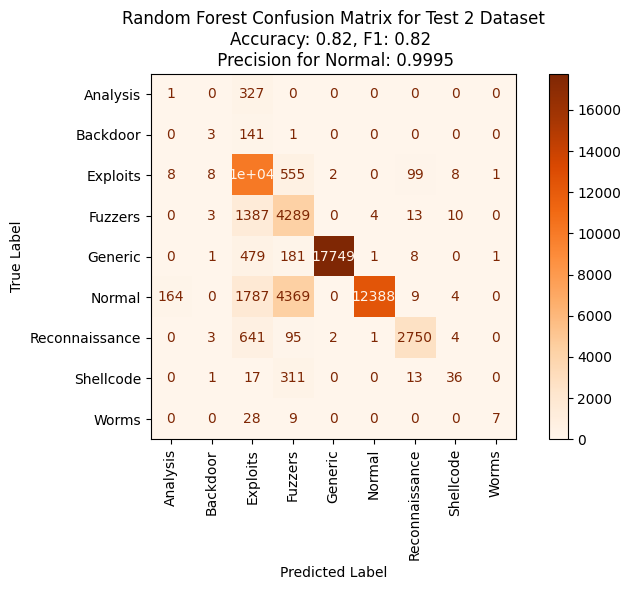 Random Forest Confusion Matrix for Test 2 Dataset
Accuracy: 0.82, F1: 0.82
Precision for Normal: 0.9995
Analysis 1 0 327 0 0 0 0 0 0
Backdoor 0 3 141 1 0 0 0 0 0
Exploits 8 8 1e+04 555 2 0 99 8 1
Fuzzers 0 3 1387 4289 0 4 13 10 0
Generic 0 1 479 181 17749 1 8 0 1
Normal 164 0 1787 4369 0 12388 9 4 0
Reconnaissance 0 3 641 95 2 1 2750 4 0
Shellcode 0 1 17 311 0 0 13 36 0
Worms 0 0 28 9 0 0 0 0 7
Analysis Backdoor Exploits Fuzzers Generic Normal Reconnaissance Shellcode Worms
Predicted Label
True Label
16000
14000
12000
10000
8000
6000
4000
2000
0